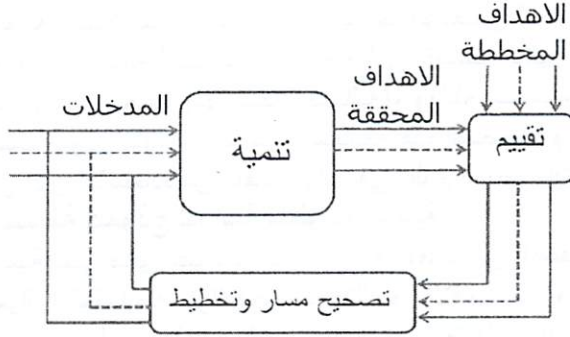 الاهداف
المخططة
الاهداف
المحققة
المدخلات
تقييم
تنمية
تصحيح مسار وتخطيط